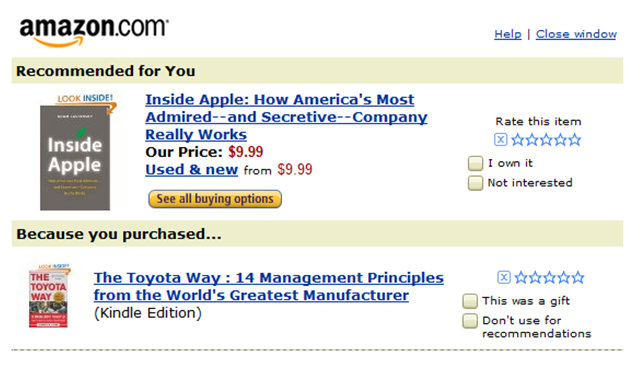 amazon.com
Help | Close window
Recommended for You
LOOK INSIDE!
Inside
Apple
Inside Apple: How America's Most
Admired--and Secretive--Company
Really Works
Our Price: $9.99
Used & new from $9.99
See all buying options
Rate this item
X
I own it
Not interested
Because you purchased...
LOOK INSIDE!
THE
TOYOTA
WAY
The Toyota Way : 14 Management Principles
from the World's Greatest Manufacturer
(Kindle Edition)
X
This was a gift
Don't use for
recommendations